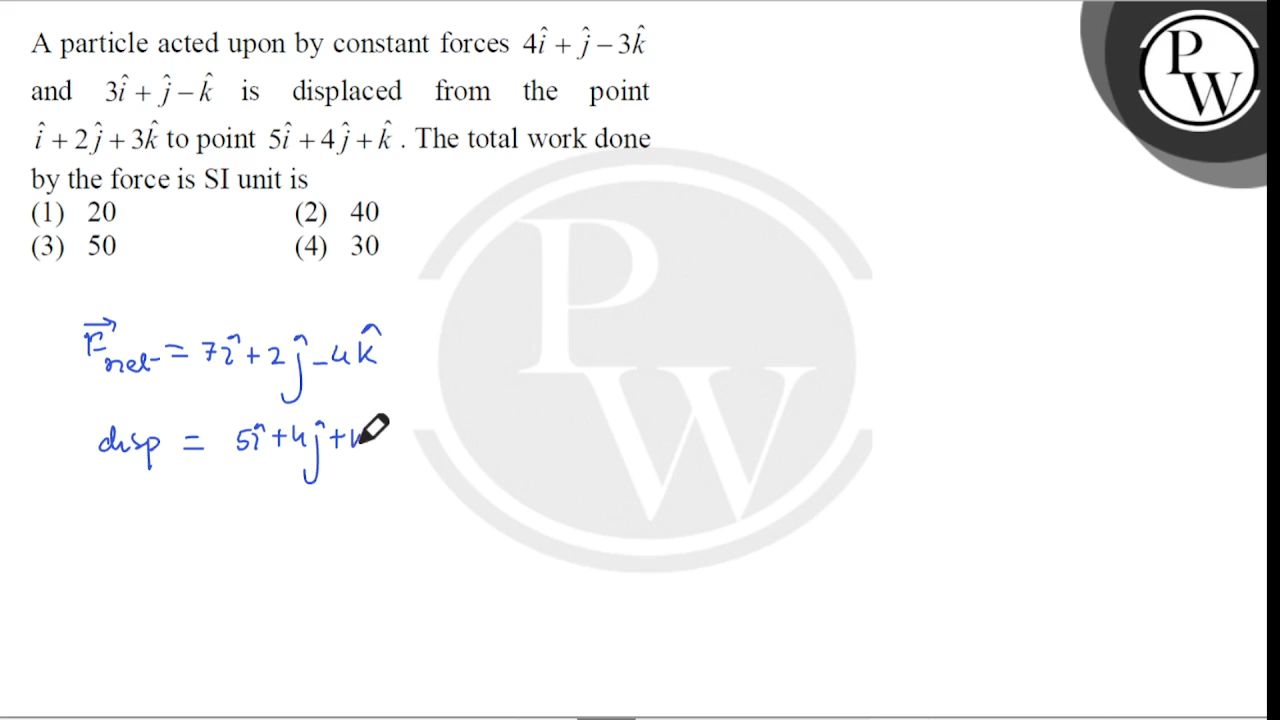 A particle acted upon by constant forces 4î + ĵ − 3k̂
and 3î + ĵ − k̂ is displaced from the point
î + 2ĵ + 3k̂ to point 5î + 4ĵ + k̂ . The total work done
by the force is SI unit is
(1) 20 (2) 40
(3) 50 (4) 30
F⃗net = 7î + 2ĵ − 4k̂
disp = 5î + 4ĵ +
P
W
P
W